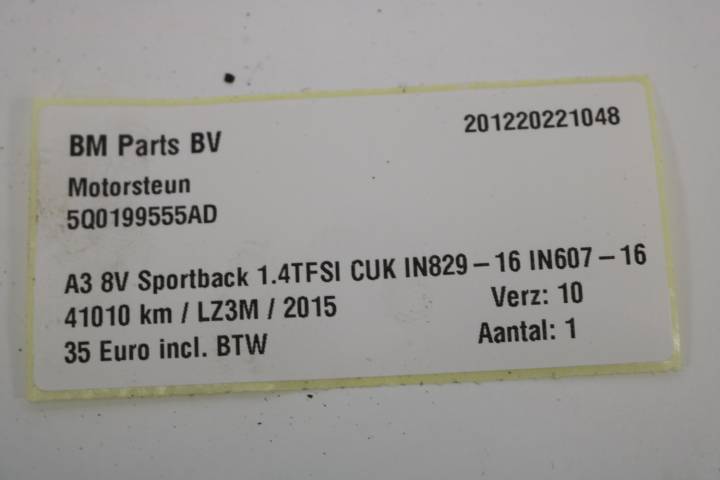 BM Parts BV
201220221048
Motorsteun
5Q0199555AD
A3 8V Sportback 1.4TFSI CUK IN829-16 IN607-16
41010 km / LZ3M / 2015
Verz: 10
35 Euro incl. BTW
Aantal: 1